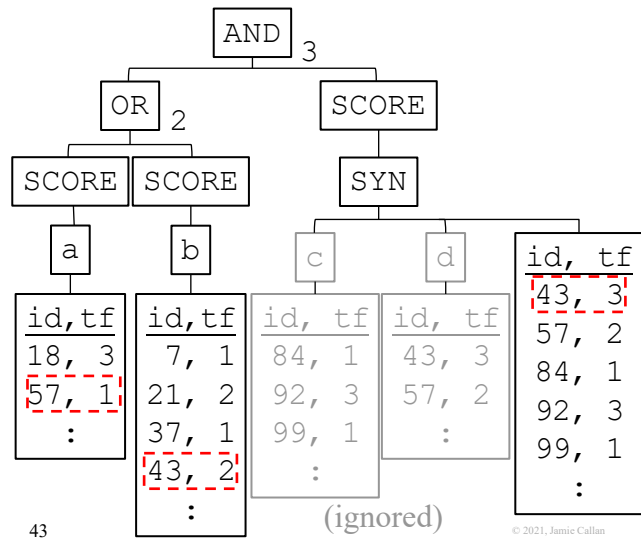 AND
3
OR
2
SCORE
SCORE
SCORE
SYN
a
b
c
d
id,tf
18, 3
57, 1
:
id,tf
7, 1
21, 2
37, 1
43, 2
:
id,tf
84, 1
92, 3
99, 1
:
id,tf
43, 3
57, 2
:
id, tf
43, 3
57, 2
84, 1
92, 3
99, 1
:
(ignored)
43
© 2021, Jamie Callan